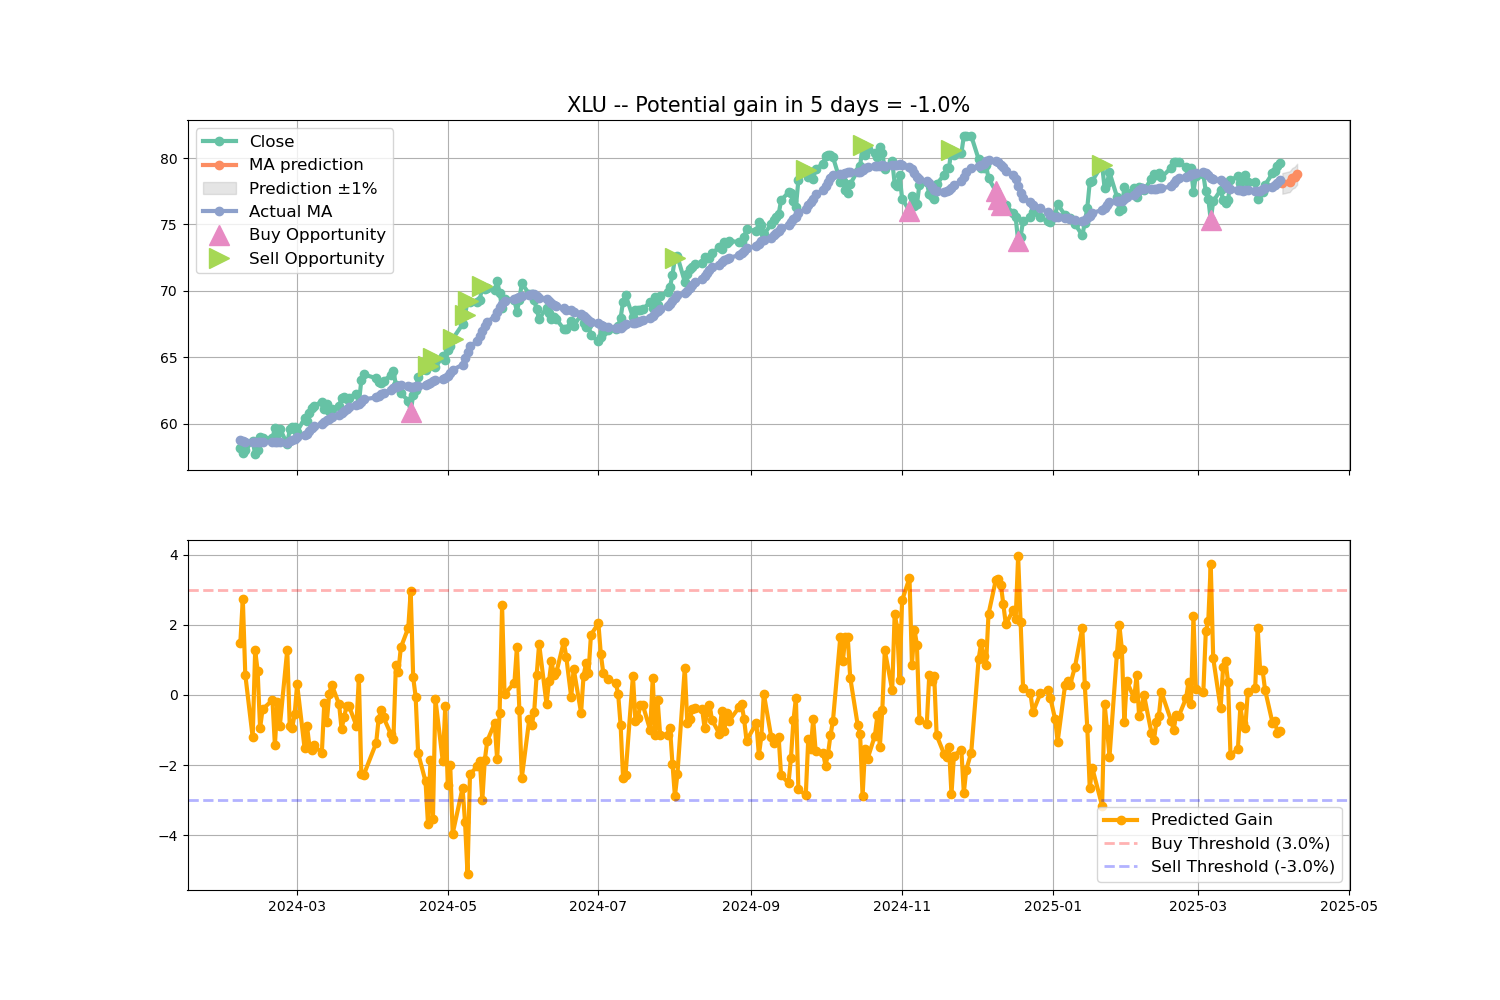 XLU -- Potential gain in 5 days = -1.0%
Close
MA prediction
Prediction ±1%
Actual MA
Buy Opportunity
Sell Opportunity
80
75
70
65
60
4
2
0
−2
−4
Predicted Gain
Buy Threshold (3.0%)
Sell Threshold (-3.0%)
2024-03 2024-05 2024-07 2024-09 2024-11 2025-01 2025-03 2025-05